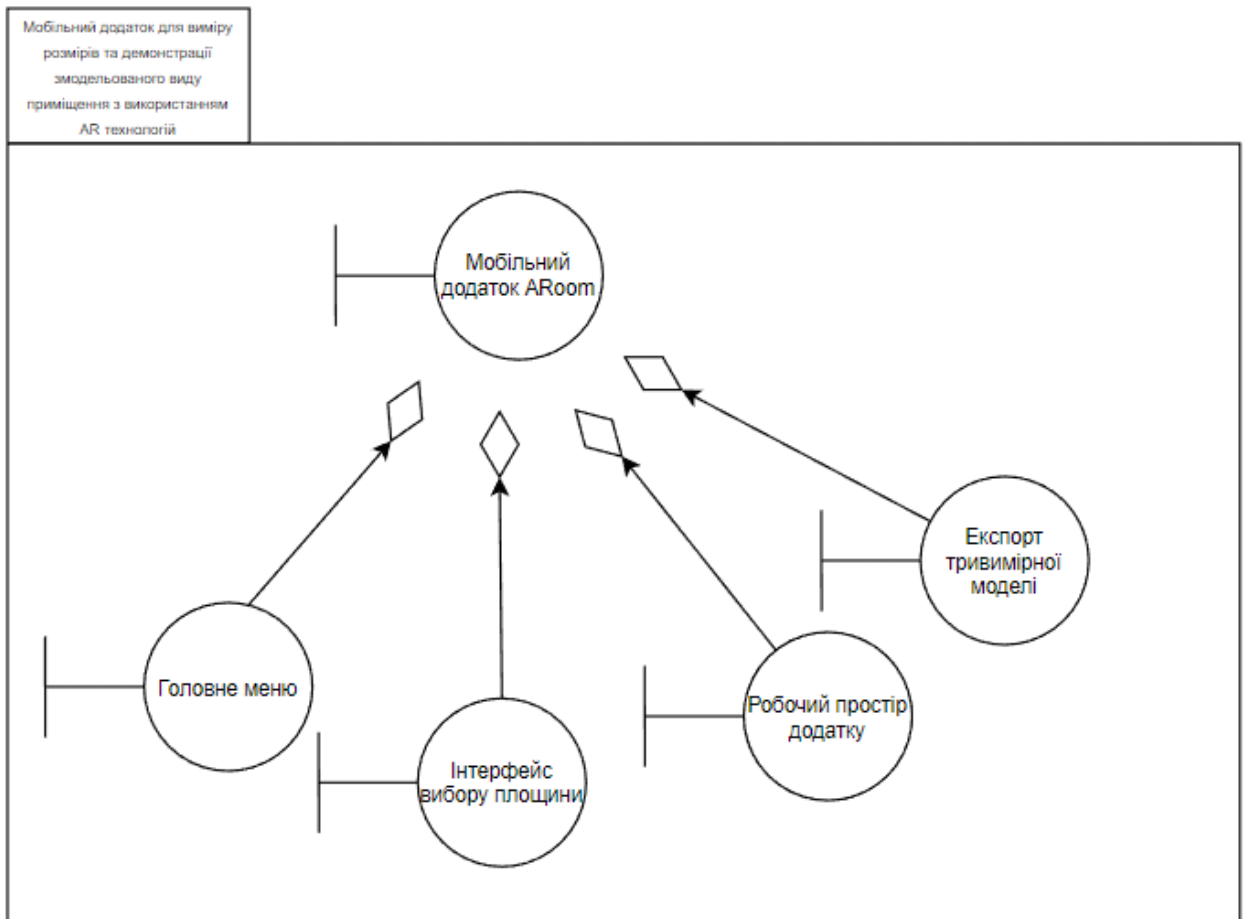 Мобільний додаток для виміру
розмірів та демонстрації
змодельованого виду
приміщення з використанням
AR технологій
Мобільний
додаток ARoom
Експорт
тривимірної
моделі
Головне меню
Робочий простір
додатку
Інтерфейс
вибору площини